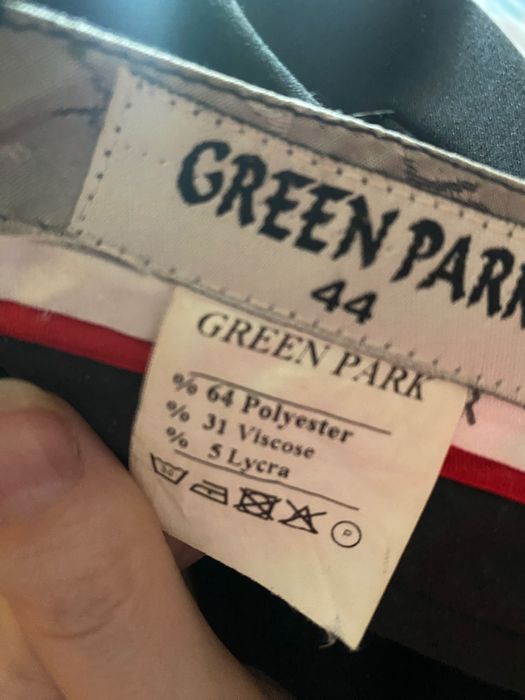 GREEN PARK
44
GREEN PARK
% 64 Polyester
% 31 Viscose
% 5 Lycra
P